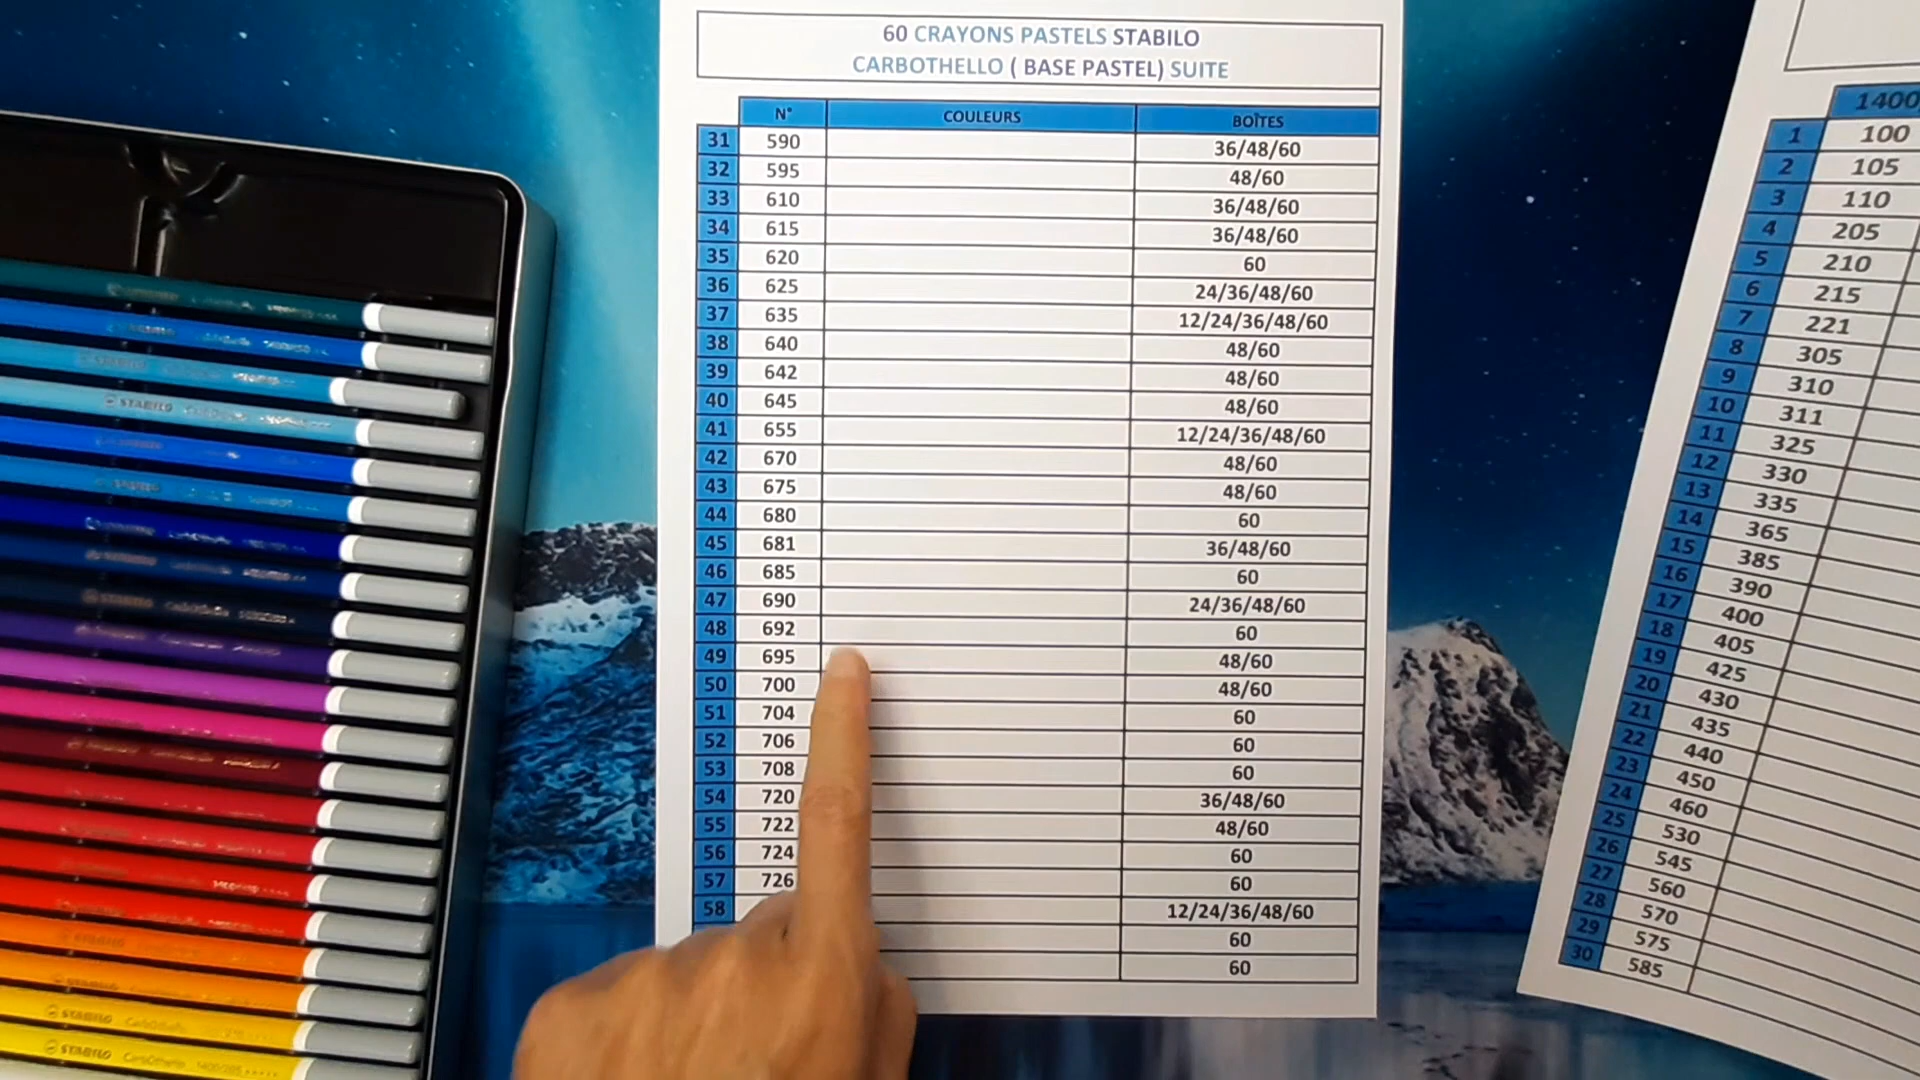 60 CRAYONS PASTELS STABILO
CARBOTHELLO ( BASE PASTEL) SUITE
N° COULEURS BOÎTES
31 590 36/48/60
32 595 48/60
33 610 36/48/60
34 615 36/48/60
35 620 60
36 625 24/36/48/60
37 635 12/24/36/48/60
38 640 48/60
39 642 48/60
40 645 48/60
41 655 12/24/36/48/60
42 670 48/60
43 675 48/60
44 680 60
45 681 36/48/60
46 685 60
47 690 24/36/48/60
48 692 60
49 695 48/60
50 700 48/60
51 704 60
52 706 60
53 708 60
54 720 36/48/60
55 722 48/60
56 724 60
57 726 60
58 12/24/36/48/60
60
60
1400
1 100
2 105
3 110
4 205
5 210
6 215
7 221
8 305
9 310
10 311
11 325
12 330
13 335
14 365
15 385
16 390
17 400
18 405
19 425
20 430
21 435
22 440
23 450
24 460
25 530
26 545
27 560
28 570
29 575
30 585
STABILO
STABILO
STABILO
STABILO
STABILO
STABILO CarbOthello
STABILO CarbOthello